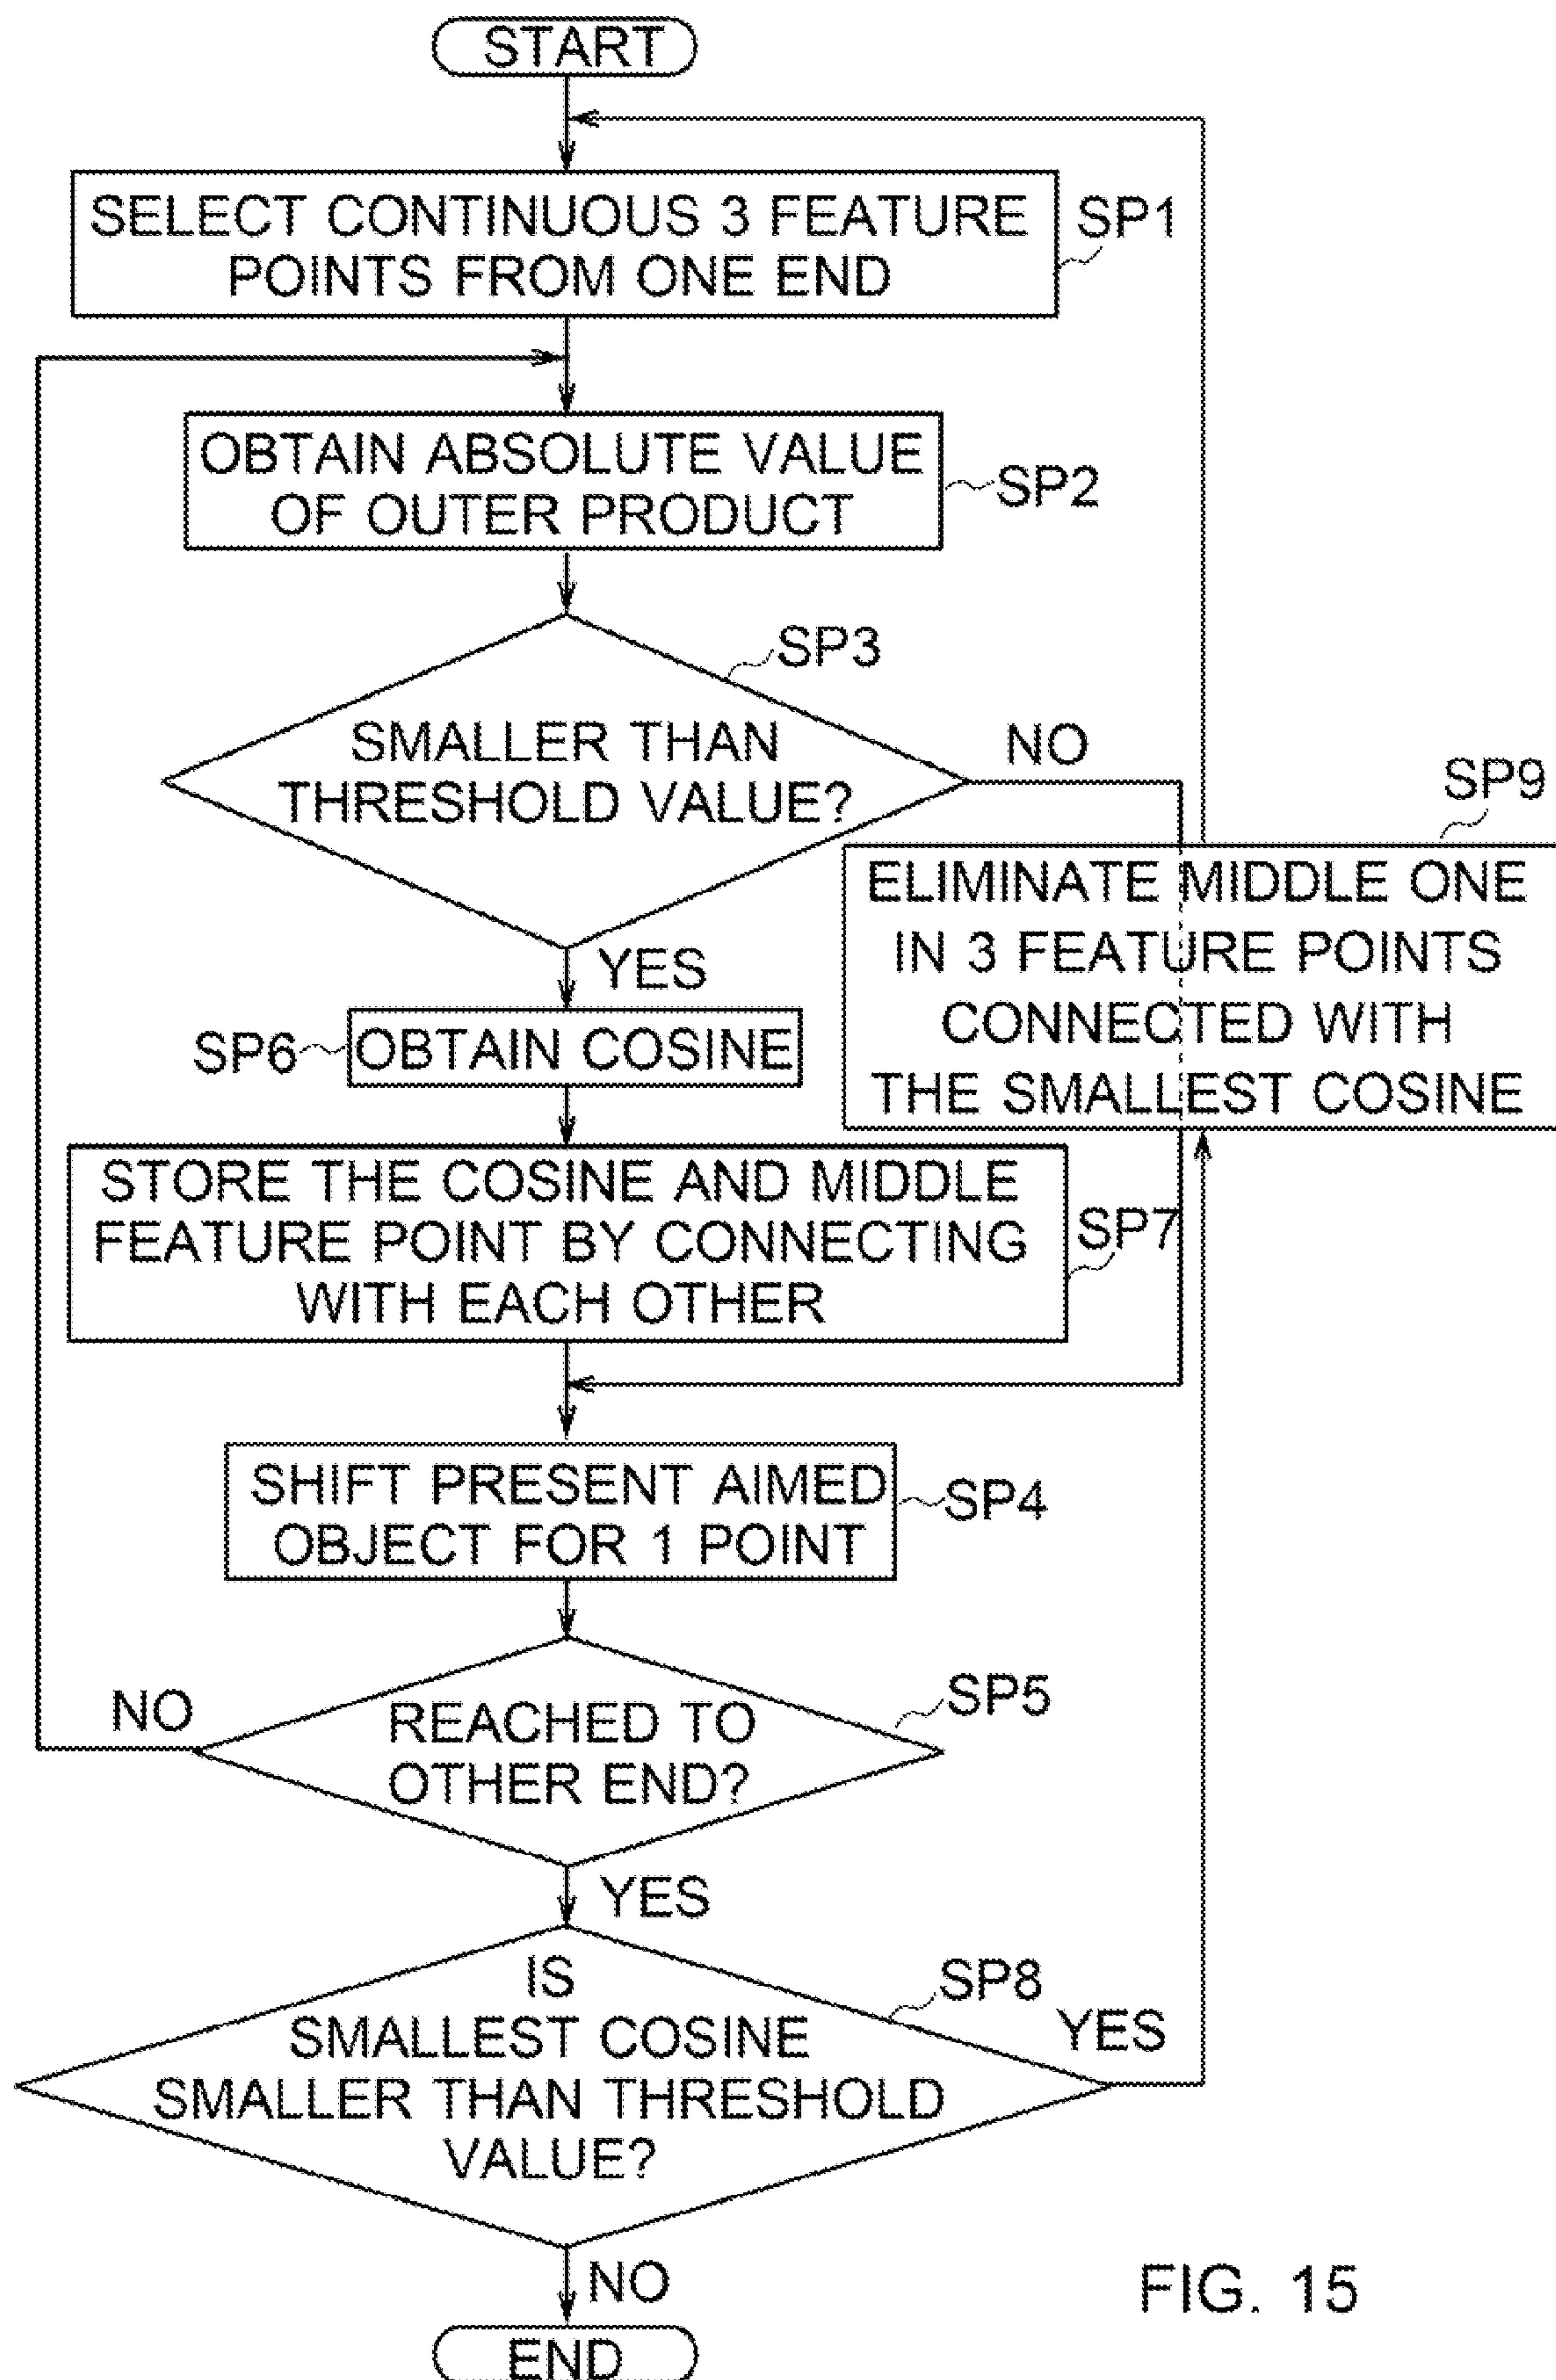 START
SELECT CONTINUOUS 3 FEATURE
POINTS FROM ONE END
SP1
OBTAIN ABSOLUTE VALUE
OF OUTER PRODUCT
SP2
SP3
SMALLER THAN
THRESHOLD VALUE?
NO
YES
SP9
ELIMINATE MIDDLE ONE
IN 3 FEATURE POINTS
CONNECTED WITH
THE SMALLEST COSINE
SP6
OBTAIN COSINE
STORE THE COSINE AND MIDDLE
FEATURE POINT BY CONNECTING
WITH EACH OTHER
SP7
SHIFT PRESENT AIMED
OBJECT FOR 1 POINT
SP4
NO
REACHED TO
OTHER END?
SP5
YES
IS
SMALLEST COSINE
SMALLER THAN THRESHOLD
VALUE?
SP8
YES
NO
END
FIG. 15